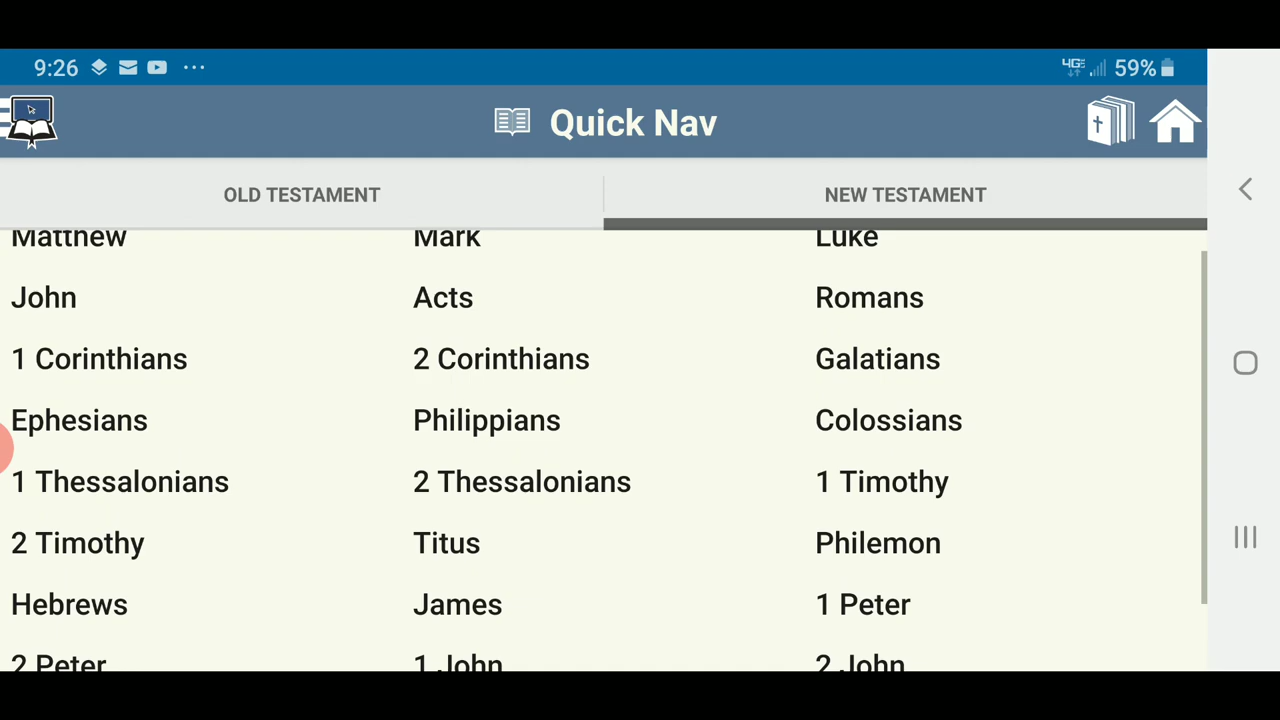 9:26 ... 4GE 59%
Quick Nav
OLD TESTAMENT NEW TESTAMENT
Matthew Mark Luke
John Acts Romans
1 Corinthians 2 Corinthians Galatians
Ephesians Philippians Colossians
1 Thessalonians 2 Thessalonians 1 Timothy
2 Timothy Titus Philemon
Hebrews James 1 Peter
2 Peter 1 John 2 John